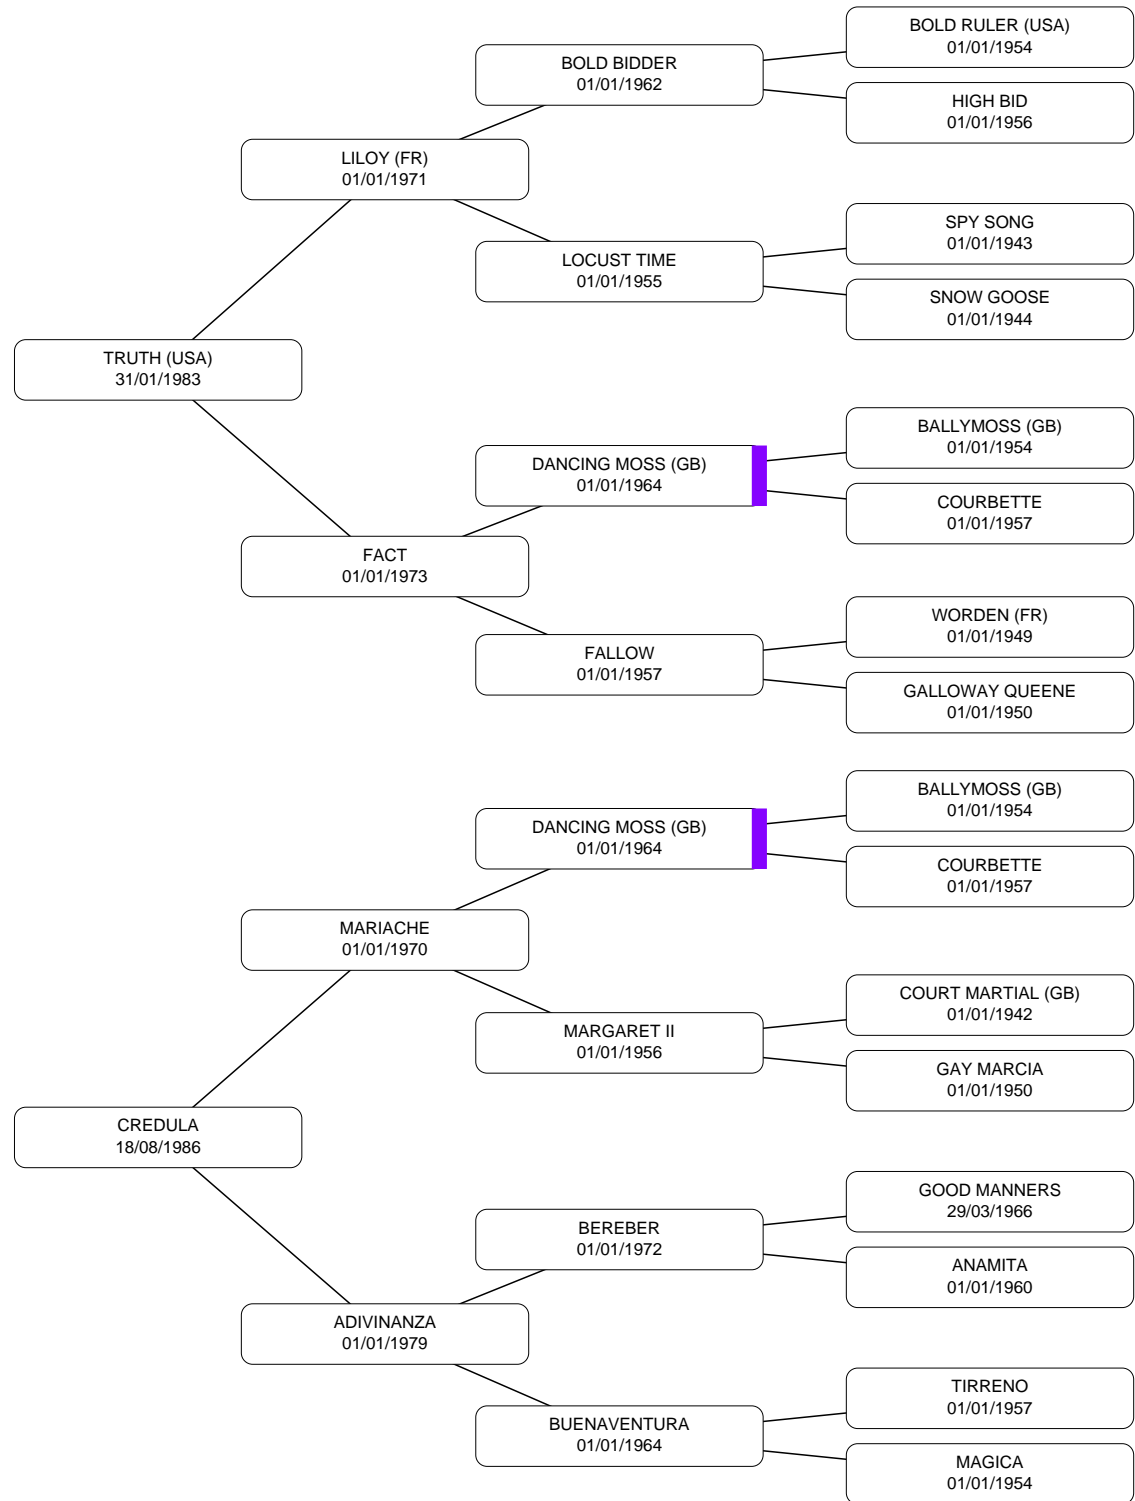 BOLD RULER (USA)
01/01/1954
BOLD BIDDER
01/01/1962
HIGH BID
01/01/1956
LILOY (FR)
01/01/1971
SPY SONG
01/01/1943
LOCUST TIME
01/01/1955
SNOW GOOSE
01/01/1944
TRUTH (USA)
31/01/1983
BALLYMOSS (GB)
01/01/1954
DANCING MOSS (GB)
01/01/1964
COURBETTE
01/01/1957
FACT
01/01/1973
WORDEN (FR)
01/01/1949
FALLOW
01/01/1957
GALLOWAY QUEENE
01/01/1950
BALLYMOSS (GB)
01/01/1954
DANCING MOSS (GB)
01/01/1964
COURBETTE
01/01/1957
MARIACHE
01/01/1970
COURT MARTIAL (GB)
01/01/1942
MARGARET II
01/01/1956
GAY MARCIA
01/01/1950
CREDULA
18/08/1986
GOOD MANNERS
29/03/1966
BEREBER
01/01/1972
ANAMITA
01/01/1960
ADIVINANZA
01/01/1979
TIRRENO
01/01/1957
BUENAVENTURA
01/01/1964
MAGICA
01/01/1954